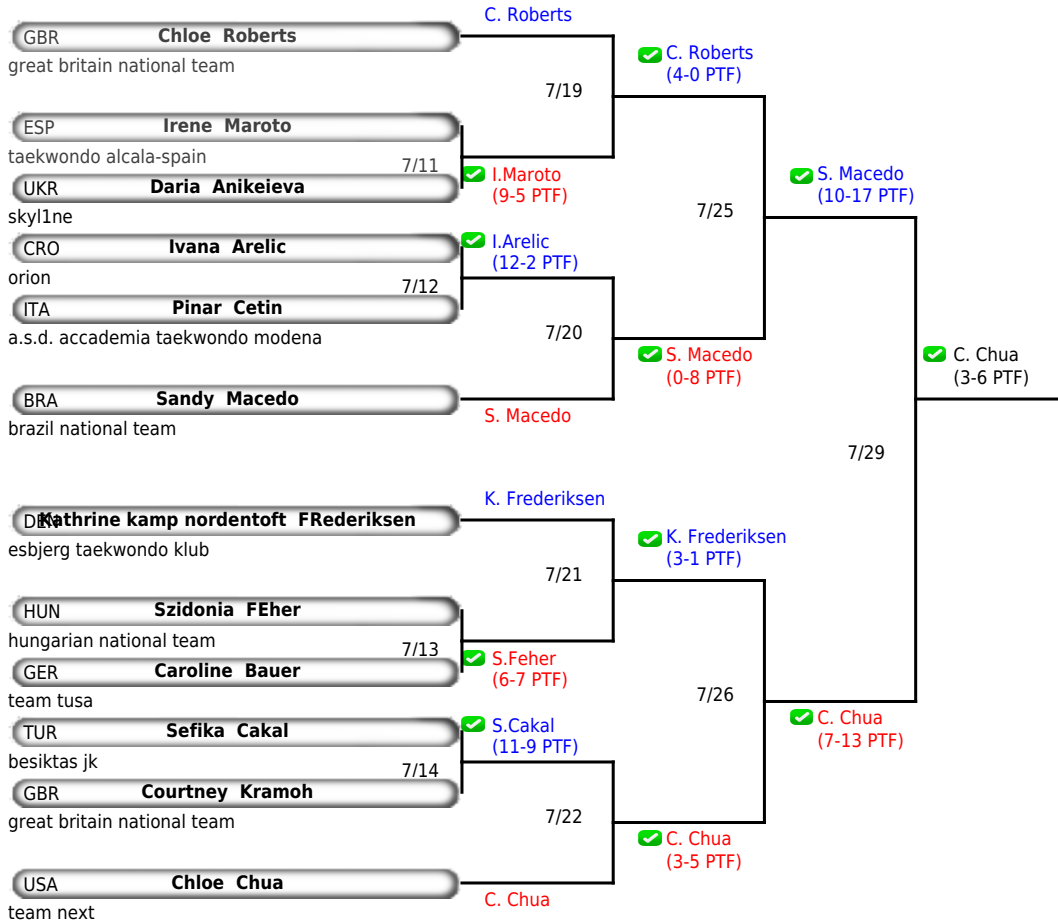 C. Roberts
GBR Chloe Roberts
great britain national team
C. Roberts
(4-0 PTF)
7/19
ESP Irene Maroto
taekwondo alcala-spain
7/11
I.Maroto
(9-5 PTF)
UKR Daria Anikeieva
skyl1ne
S. Macedo
(10-17 PTF)
7/25
CRO Ivana Arelic
orion
I.Arelic
(12-2 PTF)
7/12
ITA Pinar Cetin
a.s.d. accademia taekwondo modena
7/20
S. Macedo
(0-8 PTF)
BRA Sandy Macedo
brazil national team
S. Macedo
C. Chua
(3-6 PTF)
7/29
K. Frederiksen
DEN Kathrine kamp nordentoft FRederiksen
esbjerg taekwondo klub
K. Frederiksen
(3-1 PTF)
7/21
HUN Szidonia FEher
hungarian national team
7/13
S.Feher
(6-7 PTF)
GER Caroline Bauer
team tusa
7/26
C. Chua
(7-13 PTF)
TUR Sefika Cakal
besiktas jk
S.Cakal
(11-9 PTF)
7/14
GBR Courtney Kramoh
great britain national team
7/22
C. Chua
(3-5 PTF)
USA Chloe Chua
team next
C. Chua